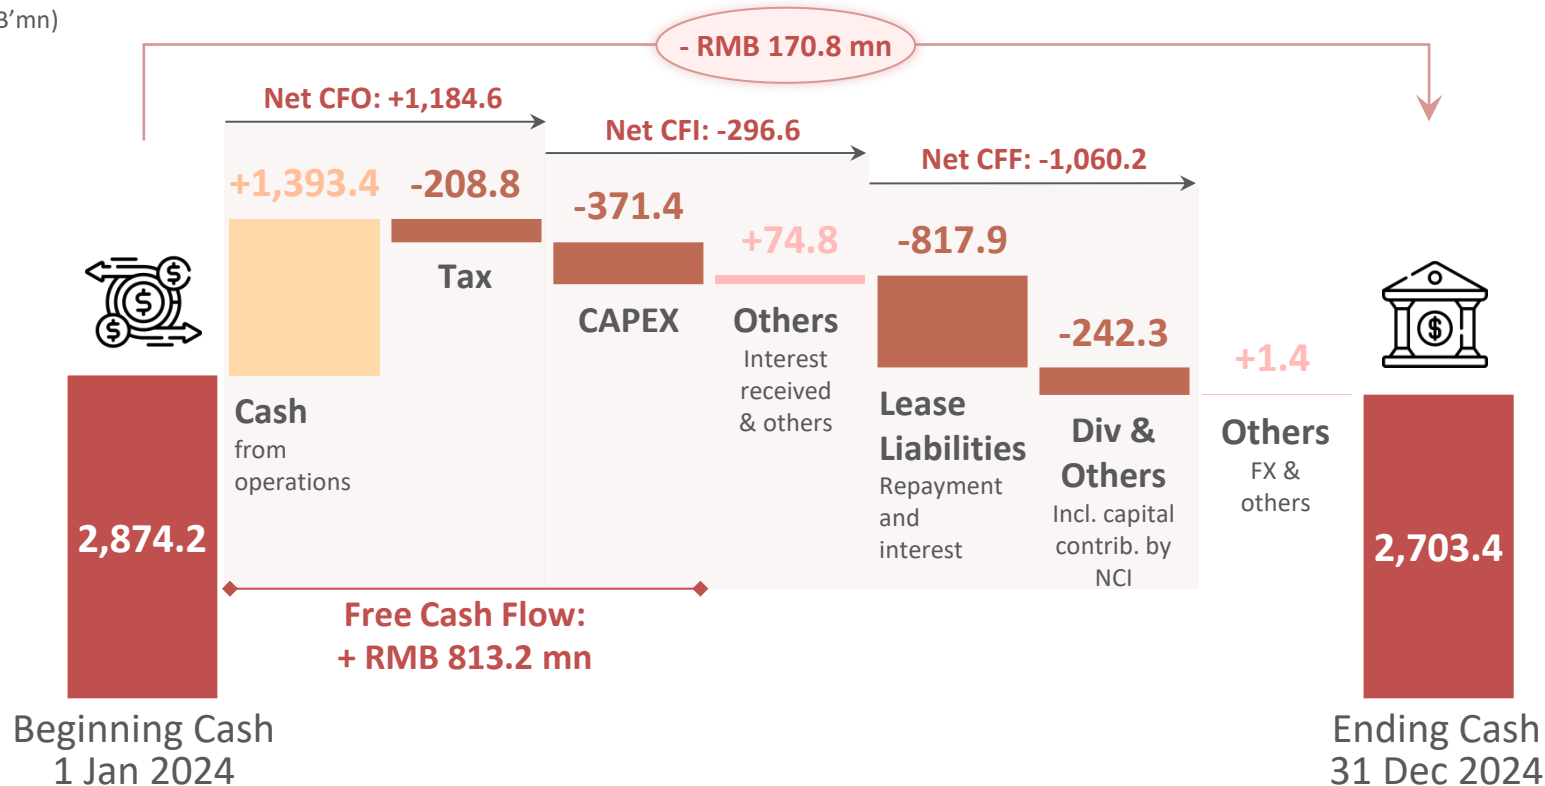 B'mn)
- RMB 170.8 mn
Net CFO: +1,184.6
Net CFI: -296.6
Net CFF: -1,060.2
+1,393.4
-208.8
-371.4
+74.8
-817.9
-242.3
+1.4
Tax
CAPEX
Others
Interest
received
& others
Cash
from
operations
Lease
Liabilities
Repayment
and
interest
Div &
Others
Incl. capital
contrib. by
NCI
Others
FX &
others
2,874.2
2,703.4
Free Cash Flow:
+ RMB 813.2 mn
Beginning Cash
1 Jan 2024
Ending Cash
31 Dec 2024